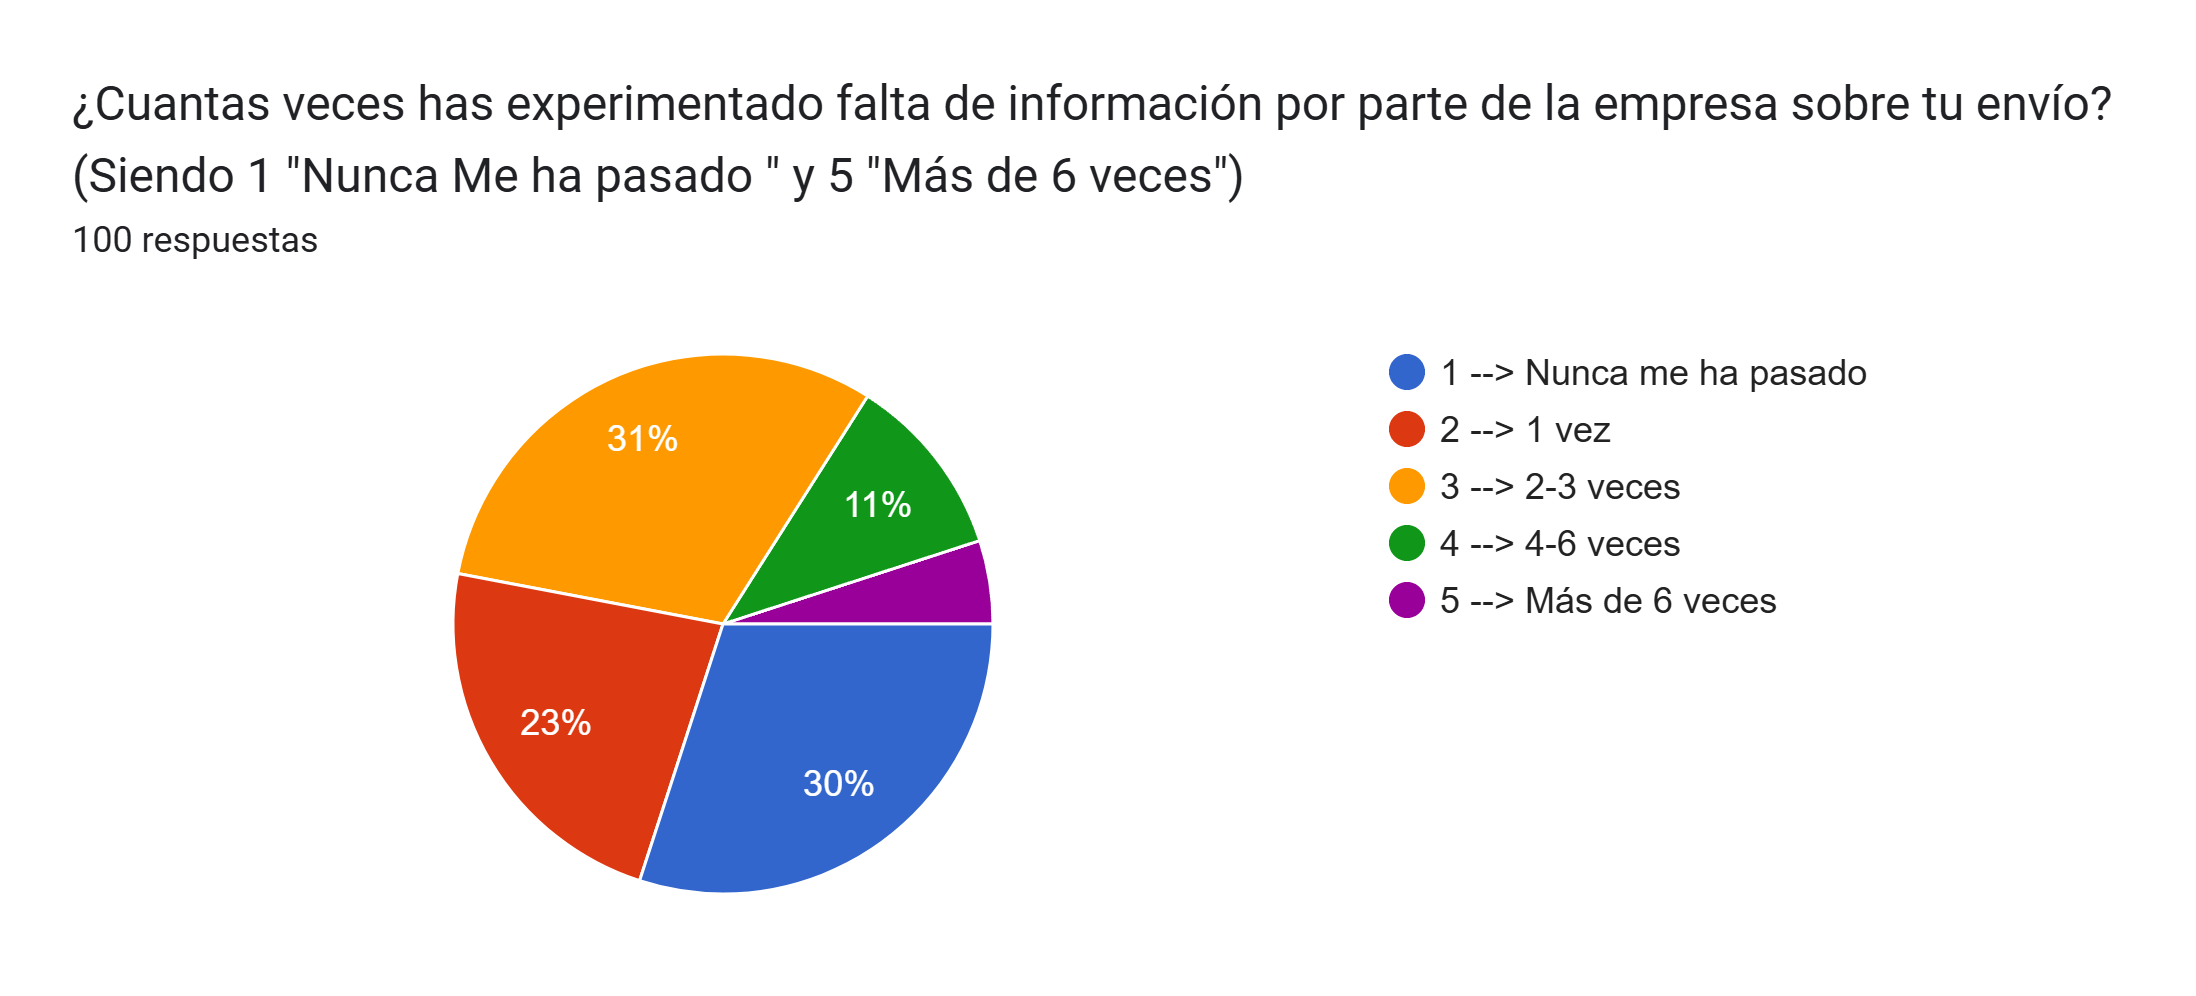 ¿Cuantas veces has experimentado falta de información por parte de la empresa sobre tu envío?
(Siendo 1 "Nunca Me ha pasado " y 5 "Más de 6 veces")
100 respuestas
31%
11%
23%
30%
1 --> Nunca me ha pasado
2 --> 1 vez
3 --> 2-3 veces
4 --> 4-6 veces
5 --> Más de 6 veces